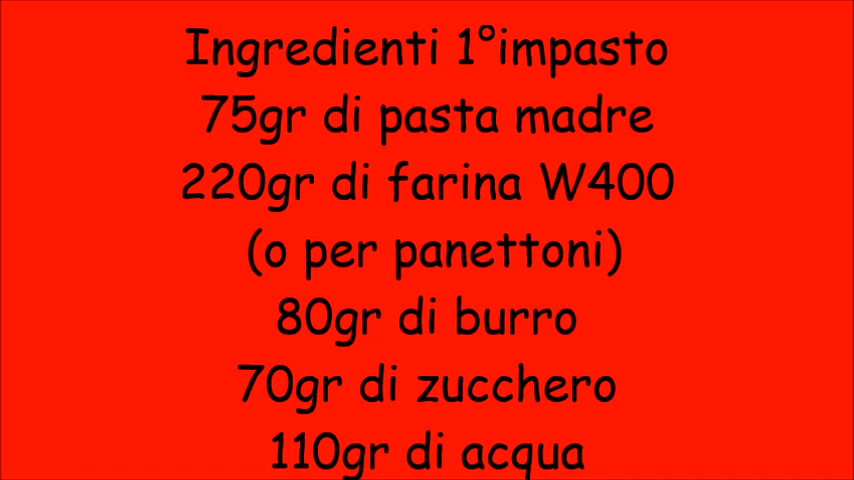 Ingredienti 1°impasto
75gr di pasta madre
220gr di farina W400
(o per panettoni)
80gr di burro
70gr di zucchero
110gr di acqua